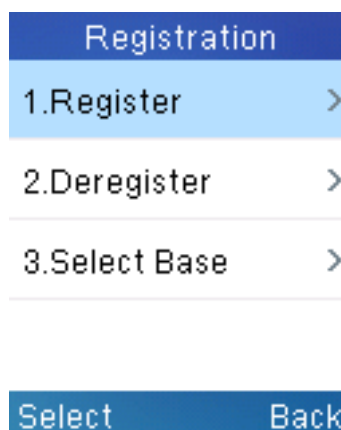 Registration
1.Register
2.Deregister
3.Select Base
Select Back